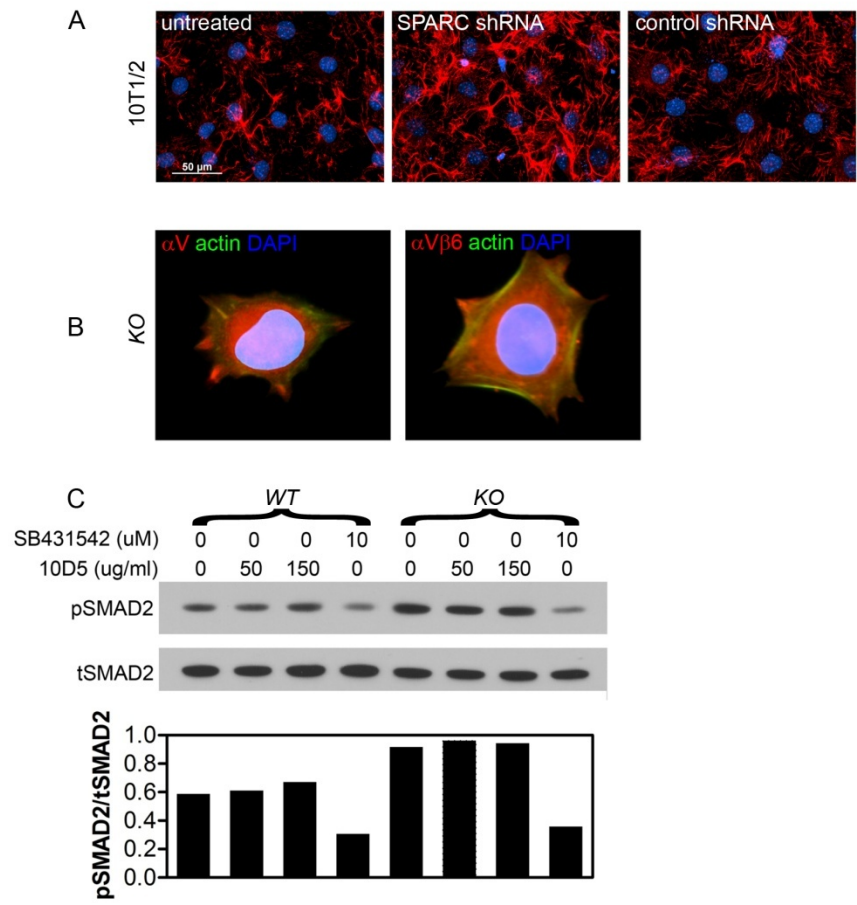 A
untreated SPARC shRNA control shRNA
10T1/2
50 µm
αV actin DAPI αVβ6 actin DAPI
B
KO
C
WT KO
SB431542 (uM) 0 0 0 10 0 0 0 10
10D5 (ug/ml) 0 50 150 0 0 50 150 0
pSMAD2
tSMAD2
pSMAD2/tSMAD2
1.0
0.8
0.6
0.4
0.2
0.0